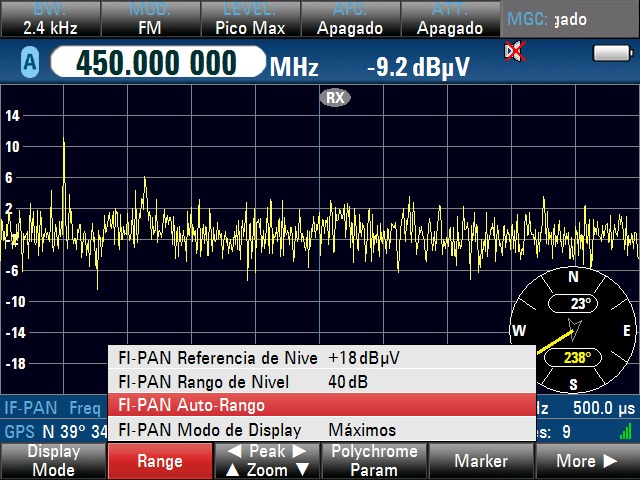 BW: MOD: LEVEL: AFC: ATT: MGC: gado
2.4 kHz FM Pico Max Apagado Apagado
A 450.000 000 MHz -9.2 dBµV
RX
14
10
6
2
-2
-6
-10
-14
-18
N
23°
W E
238°
S
FI-PAN Referencia de Nive +18 dBµV
FI-PAN Rango de Nivel 40 dB
FI-PAN Auto-Rango
FI-PAN Modo de Display Máximos
IF-PAN Freq Hz 500.0 µs
GPS N 39° 34 es: 9
Display Mode
Range
◀ Peak ▶
▲ Zoom ▼
Polychrome Param
Marker
More ▶